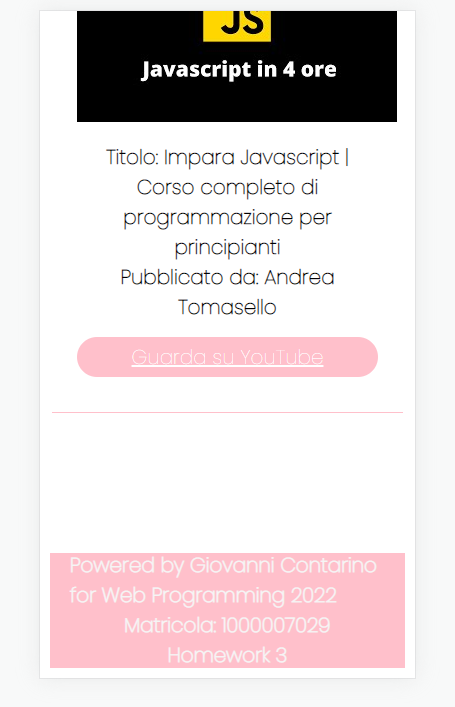 JS
Javascript in 4 ore
Titolo: Impara Javascript |
Corso completo di
programmazione per
principianti
Pubblicato da: Andrea
Tomasello
Guarda su YouTube
Powered by Giovanni Contarino
for Web Programming 2022
Matricola: 1000007029
Homework 3